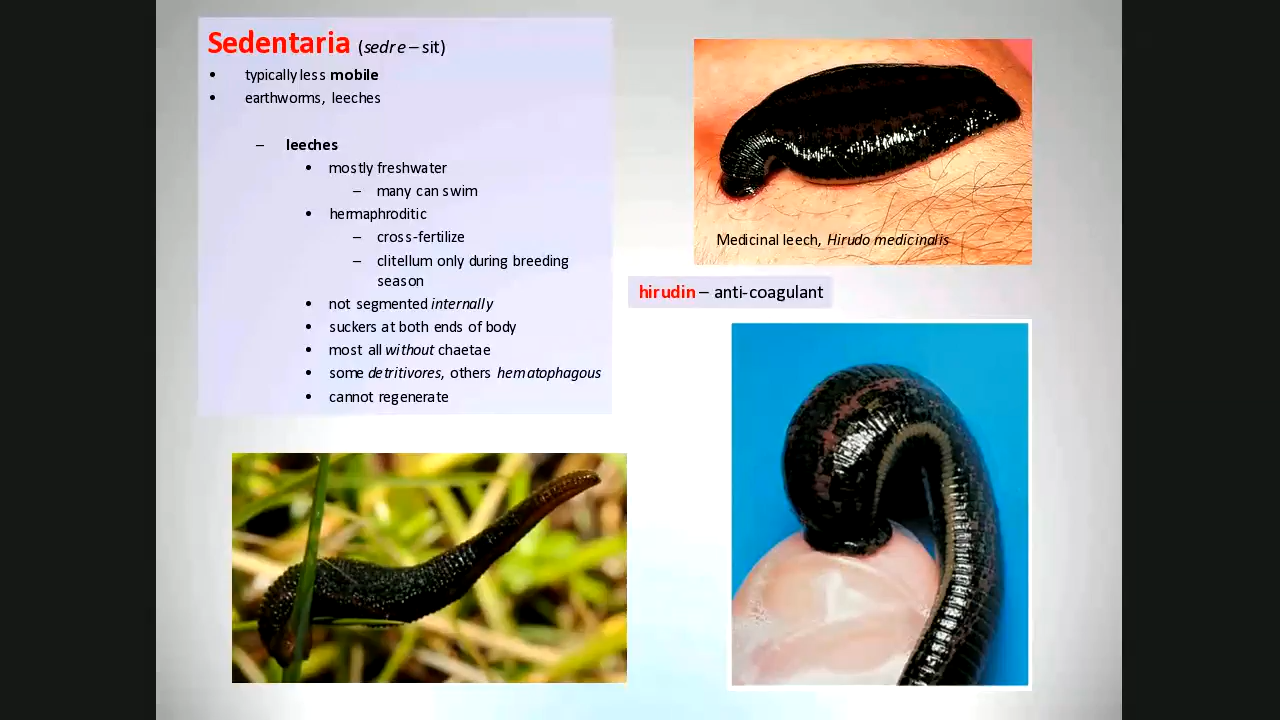 Sedentaria (sedre – sit)
• typically less mobile
• earthworms, leeches
– leeches
• mostly freshwater
– many can swim
• hermaphroditic
– cross-fertilize
– clitellum only during breeding
season
• not segmented internally
• suckers at both ends of body
• most all without chaetae
• some detritivores, others hematophagous
• cannot regenerate
Medicinal leech, Hirudo medicinalis
hirudin – anti-coagulant